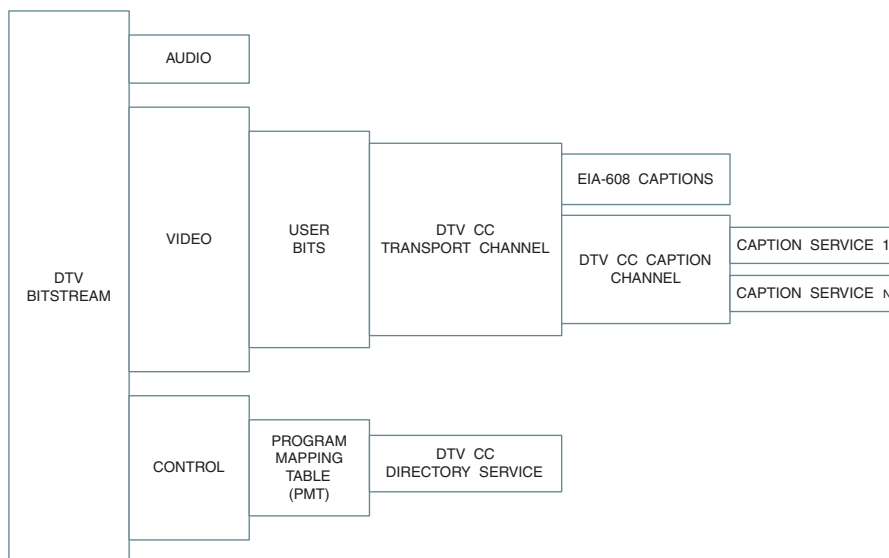 DTV
BITSTREAM
AUDIO
VIDEO
USER
BITS
DTV CC
TRANSPORT CHANNEL
EIA-608 CAPTIONS
DTV CC CAPTION
CHANNEL
CAPTION SERVICE 1
CAPTION SERVICE N
CONTROL
PROGRAM
MAPPING
TABLE
(PMT)
DTV CC
DIRECTORY SERVICE